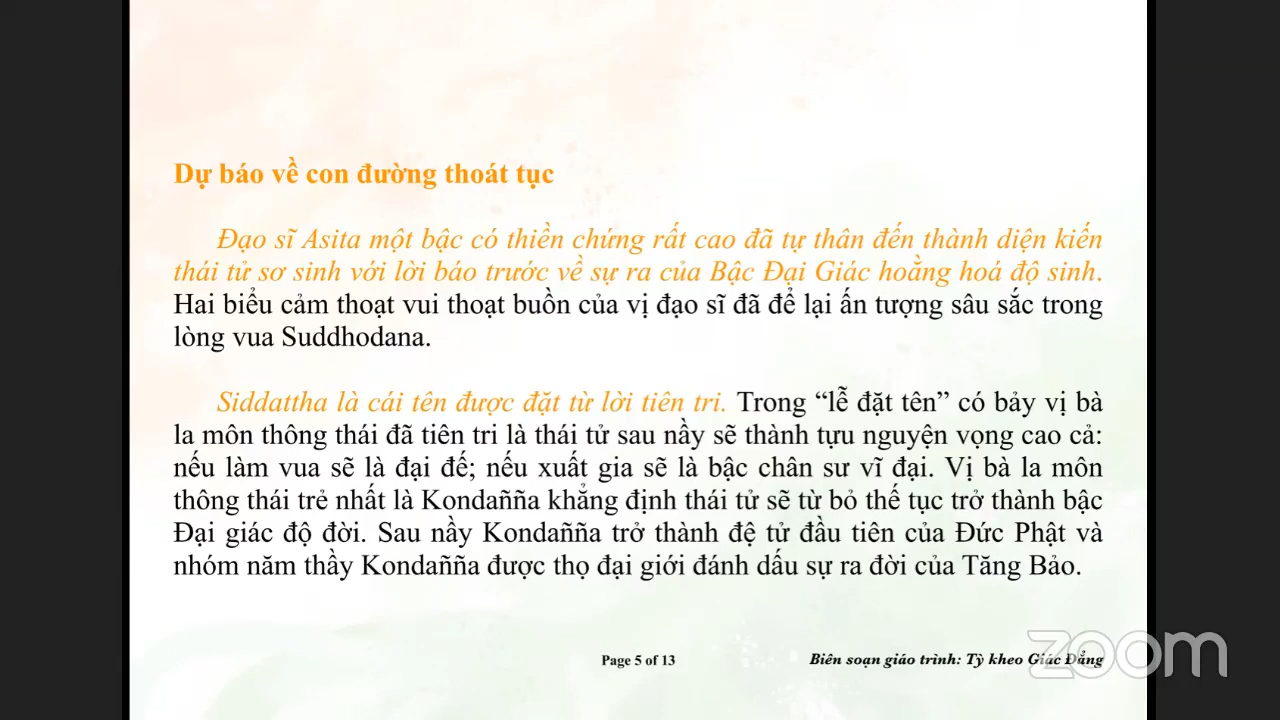 Dự báo về con đường thoát tục
Đạo sĩ Asita một bậc có thiền chứng rất cao đã tự thân đến thành diện kiến
thái tử sơ sinh với lời báo trước về sự ra của Bậc Đại Giác hoằng hoá độ sinh.
Hai biểu cảm thoạt vui thoạt buồn của vị đạo sĩ đã để lại ấn tượng sâu sắc trong
lòng vua Suddhodana.
Siddattha là cái tên được đặt từ lời tiên tri. Trong “lễ đặt tên” có bảy vị bà
la môn thông thái đã tiên tri là thái tử sau nầy sẽ thành tựu nguyện vọng cao cả:
nếu làm vua sẽ là đại đế; nếu xuất gia sẽ là bậc chân sư vĩ đại. Vị bà la môn
thông thái trẻ nhất là Kondañña khẳng định thái tử sẽ từ bỏ thế tục trở thành bậc
Đại giác độ đời. Sau nầy Kondañña trở thành đệ tử đầu tiên của Đức Phật và
nhóm năm thầy Kondañña được thọ đại giới đánh dấu sự ra đời của Tăng Bảo.
Page 5 of 13
Biên soạn giáo trình: Tỳ kheo Giác Đẳng
zoom